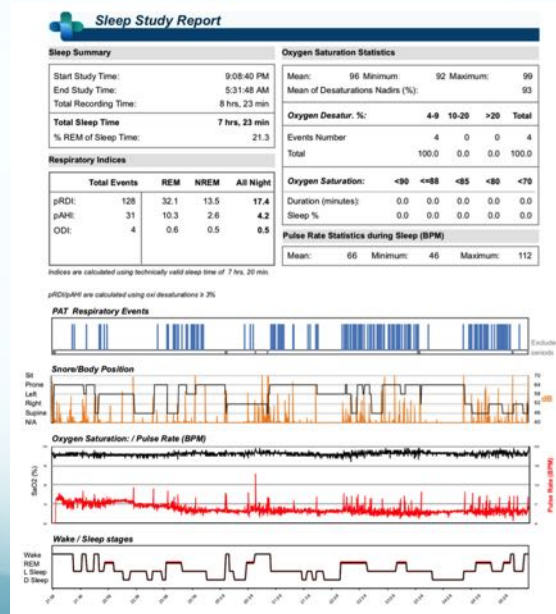 Sleep Study Report
Sleep Summary
Start Study Time: 9:08:40 PM
End Study Time: 5:31:48 AM
Total Recording Time: 8 hrs, 23 min
Total Sleep Time 7 hrs, 23 min
% REM of Sleep Time: 21.3
Respiratory Indices
Total Events REM NREM All Night
pRDI: 128 32.1 13.5 17.4
pAHI: 31 10.3 2.6 4.2
ODI: 4 0.6 0.5 0.5
Indices are calculated using technically valid sleep time of 7 hrs, 20 min.
pRDI/pAHI are calculated using oxi desaturations ≥ 3%
Oxygen Saturation Statistics
Mean: 96 Minimum: 92 Maximum: 99
Mean of Desaturations Nadirs (%): 93
Oxygen Desatur. %: 4-9 10-20 >20 Total
Events Number 4 0 0 4
Total 100.0 0.0 0.0 100.0
Oxygen Saturation: <90 <=88 <85 <80 <70
Duration (minutes): 0.0 0.0 0.0 0.0 0.0
Sleep % 0.0 0.0 0.0 0.0 0.0
Pulse Rate Statistics during Sleep (BPM)
Mean: 66 Minimum: 46 Maximum: 112
PAT Respiratory Events
Exclude
periods
Snore/Body Position
Sit
Prone
Left
Right
Supine
N/A
dB
Oxygen Saturation: / Pulse Rate (BPM)
SaO2 (%)
Pulse Rate (BPM)
Wake / Sleep stages
Wake
REM
L Sleep
D Sleep